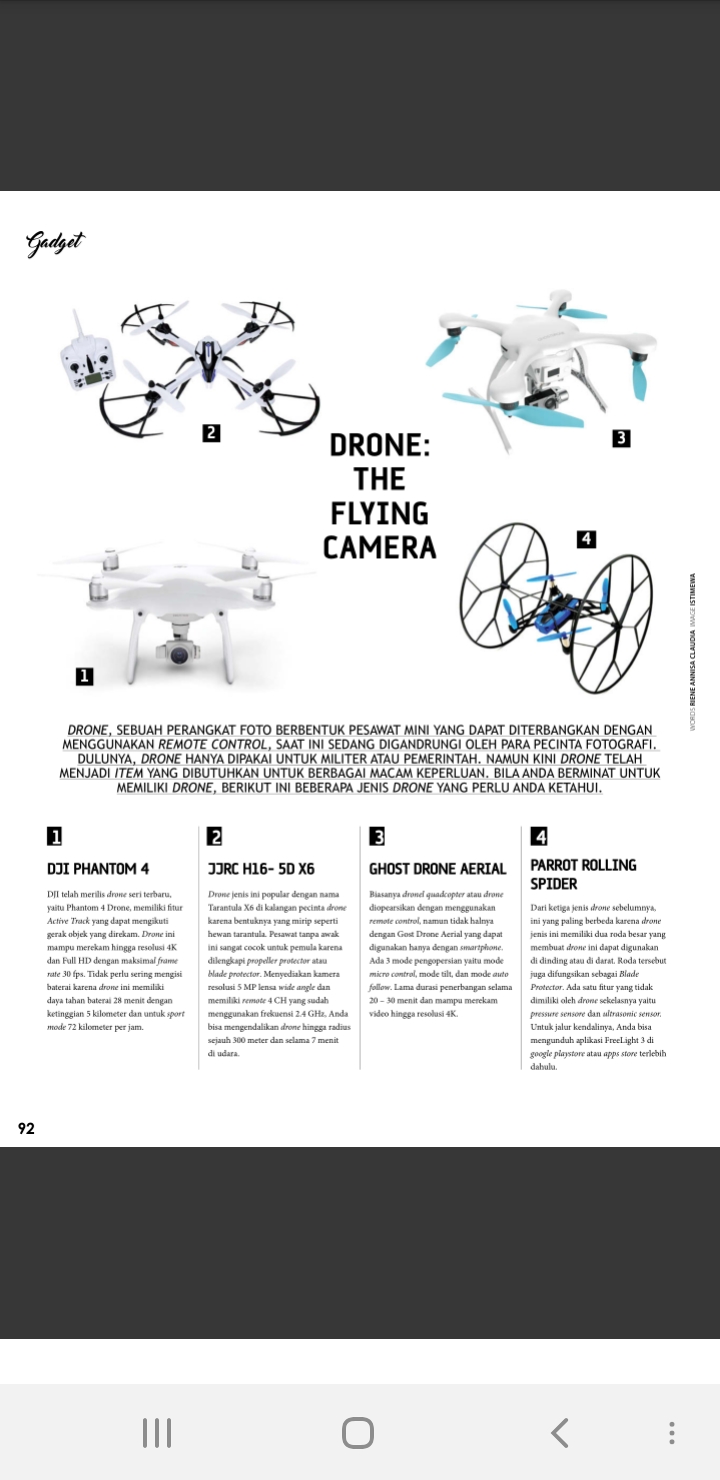 Gadget
2
3
DRONE:
THE
FLYING
CAMERA
4
1
WORDS RIENE ANNISA CLAUDIA IMAGE ISTIMEWA
DRONE, SEBUAH PERANGKAT FOTO BERBENTUK PESAWAT MINI YANG DAPAT DITERBANGKAN DENGAN
MENGGUNAKAN REMOTE CONTROL, SAAT INI SEDANG DIGANDRUNGI OLEH PARA PECINTA FOTOGRAFI.
DULUNYA, DRONE HANYA DIPAKAI UNTUK MILITER ATAU PEMERINTAH. NAMUN KINI DRONE TELAH
MENJADI ITEM YANG DIBUTUHKAN UNTUK BERBAGAI MACAM KEPERLUAN. BILA ANDA BERMINAT UNTUK
MEMILIKI DRONE, BERIKUT INI BEBERAPA JENIS DRONE YANG PERLU ANDA KETAHUI.
1
DJI PHANTOM 4
DJI telah merilis drone seri terbaru,
yaitu Phantom 4 Drone, memiliki fitur
Active Track yang dapat mengikuti
gerak objek yang direkam. Drone ini
mampu merekam hingga resolusi 4K
dan Full HD dengan maksimal frame
rate 30 fps. Tidak perlu sering mengisi
baterai karena drone ini memiliki
daya tahan baterai 28 menit dengan
ketinggian 5 kilometer dan untuk sport
mode 72 kilometer per jam.
2
JJRC H16- 5D X6
Drone jenis ini popular dengan nama
Tarantula X6 di kalangan pecinta drone
karena bentuknya yang mirip seperti
hewan tarantula. Pesawat tanpa awak
ini sangat cocok untuk pemula karena
dilengkapi propeller protector atau
blade protector. Menyediakan kamera
resolusi 5 MP lensa wide angle dan
memiliki remote 4 CH yang sudah
menggunakan frekuensi 2.4 GHz. Anda
bisa mengendalikan drone hingga radius
sejauh 300 meter dan selama 7 menit
di udara.
3
GHOST DRONE AERIAL
Biasanya dronel quadcopter atau drone
diopearsikan dengan menggunakan
remote control, namun tidak halnya
dengan Gost Drone Aerial yang dapat
digunakan hanya dengan smartphone.
Ada 3 mode pengopersian yaitu mode
micro control, mode tilt, dan mode auto
follow. Lama durasi penerbangan selama
20 – 30 menit dan mampu merekam
video hingga resolusi 4K.
4
PARROT ROLLING
SPIDER
Dari ketiga jenis drone sebelumnya,
ini yang paling berbeda karena drone
jenis ini memiliki dua roda besar yang
membuat drone ini dapat digunakan
di dinding atau di darat. Roda tersebut
juga difungsikan sebagai Blade
Protector. Ada satu fitur yang tidak
dimiliki oleh drone sekelasnya yaitu
pressure sensore dan ultrasonic sensor.
Untuk jalur kendalinya, Anda bisa
mengunduh aplikasi FreeLight 3 di
google playstore atau apps store terlebih
dahulu.
92